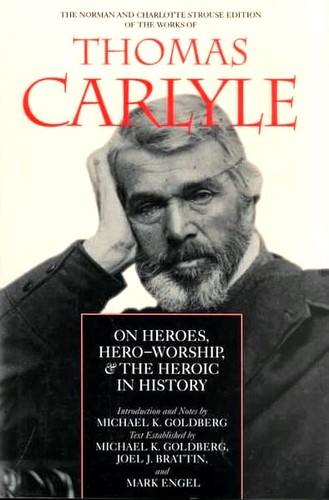 THE NORMAN AND CHARLOTTE STROUSE EDITION
OF THE WORKS OF
THOMAS
CARLYLE
ON HEROES,
HERO–WORSHIP,
& THE HEROIC
IN HISTORY
Introduction and Notes by
MICHAEL K. GOLDBERG
Text Established by
MICHAEL K. GOLDBERG,
JOEL J. BRATTIN,
and
MARK ENGEL